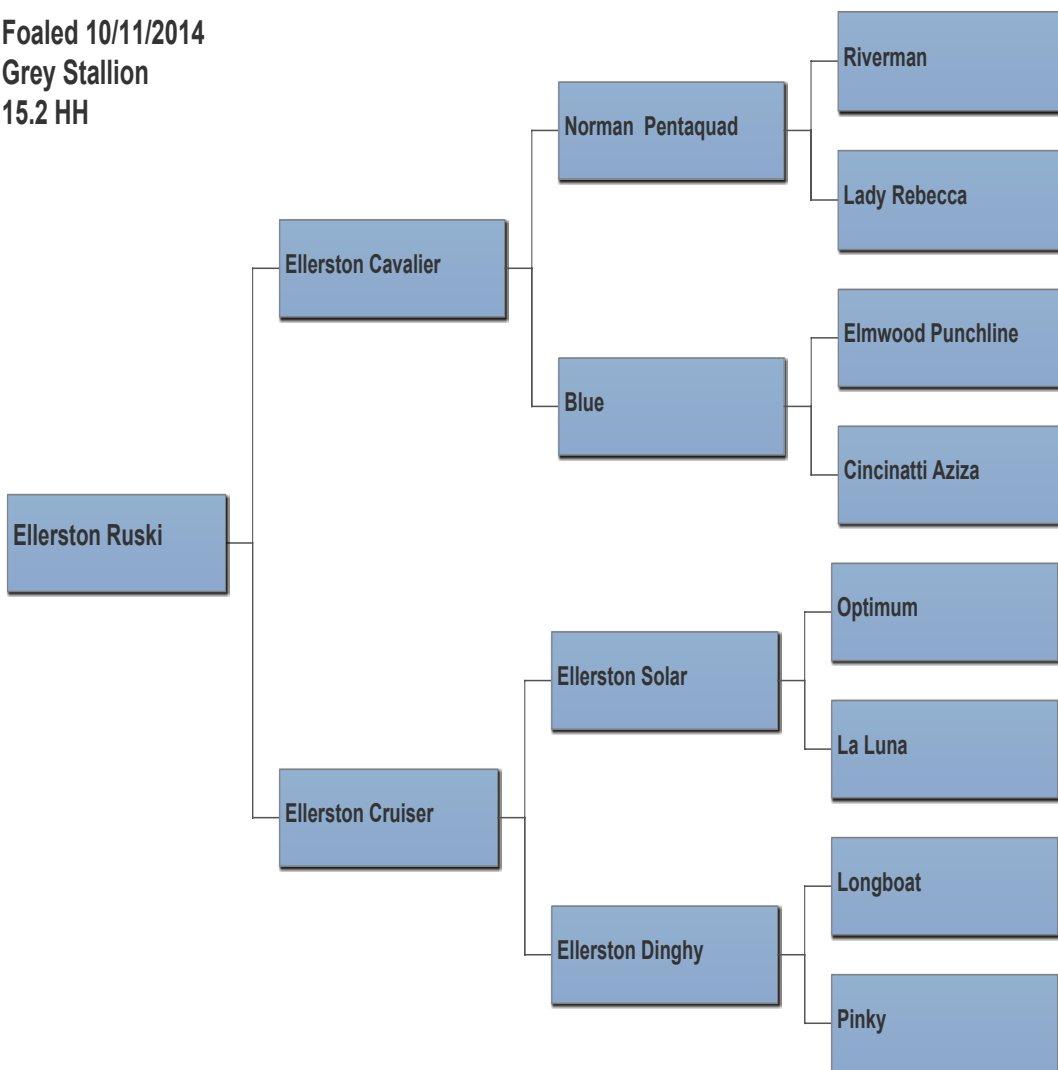 Foaled 10/11/2014
Grey Stallion
15.2 HH
Riverman
Norman  Pentaquad
Lady Rebecca
Ellerston Cavalier
Elmwood Punchline
Blue
Cincinatti Aziza
Ellerston Ruski
Optimum
Ellerston Solar
La Luna
Ellerston Cruiser
Longboat
Ellerston Dinghy
Pinky